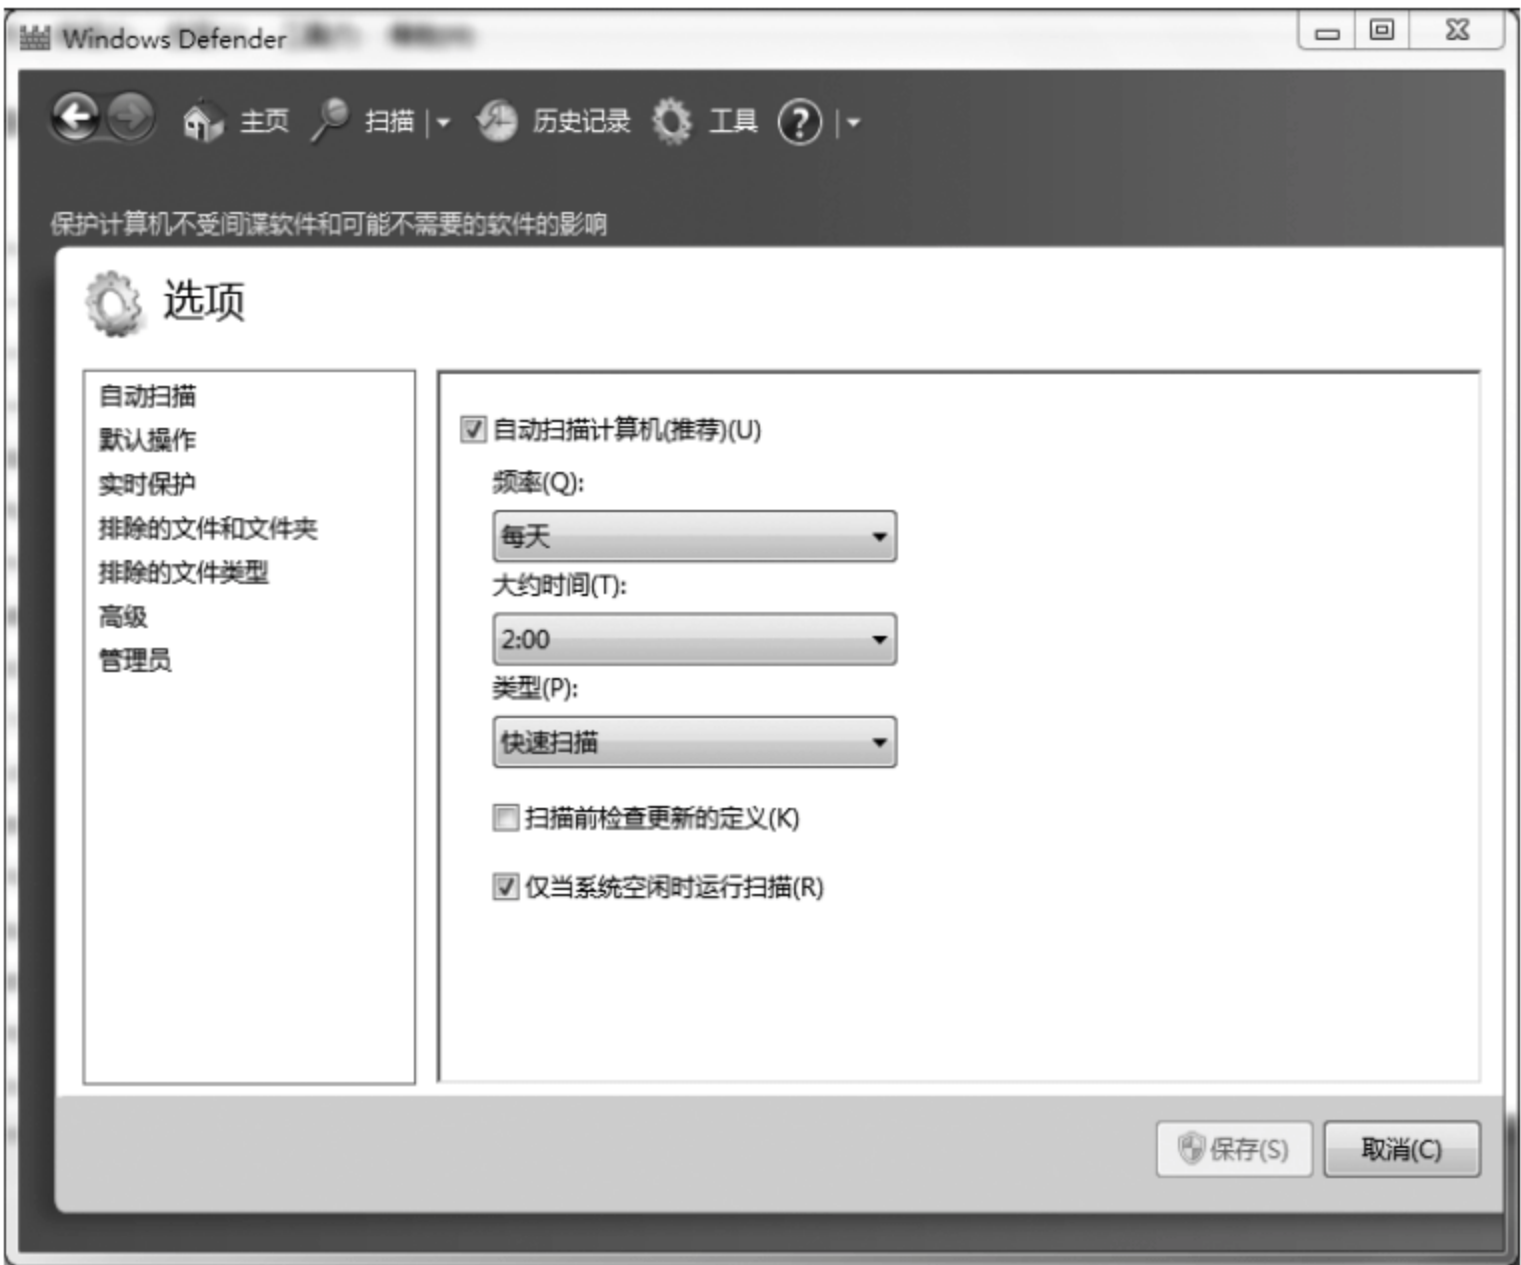 Windows Defender
主页 扫描 历史记录 工具 ?
保护计算机不受间谍软件和可能不需要的软件的影响
选项
自动扫描
默认操作
实时保护
排除的文件和文件夹
排除的文件类型
高级
管理员
自动扫描计算机(推荐)(U)
频率(Q):
每天
大约时间(T):
2:00
类型(P):
快速扫描
扫描前检查更新的定义(K)
仅当系统空闲时运行扫描(R)
保存(S) 取消(C)